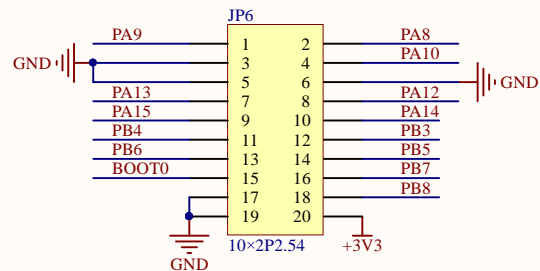 JP6
PA9 1 2 PA8
GND 3 4 PA10
5 6 GND
PA13 7 8 PA12
PA15 9 10 PA14
PB4 11 12 PB3
PB6 13 14 PB5
BOOT0 15 16 PB7
17 18 PB8
19 20
GND 10×2P2.54 +3V3